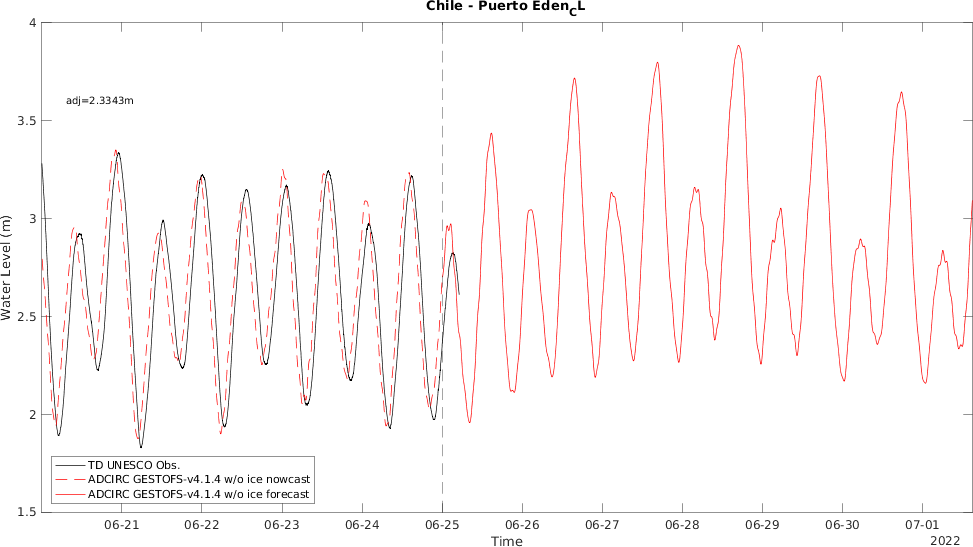 Chile - Puerto Eden_CL
4
3.5
3
2.5
2
1.5
Water Level (m)
adj=2.3343m
TD UNESCO Obs.
ADCIRC GESTOFS-v4.1.4 w/o ice nowcast
ADCIRC GESTOFS-v4.1.4 w/o ice forecast
06-21 06-22 06-23 06-24 06-25 06-26 06-27 06-28 06-29 06-30 07-01
Time
2022